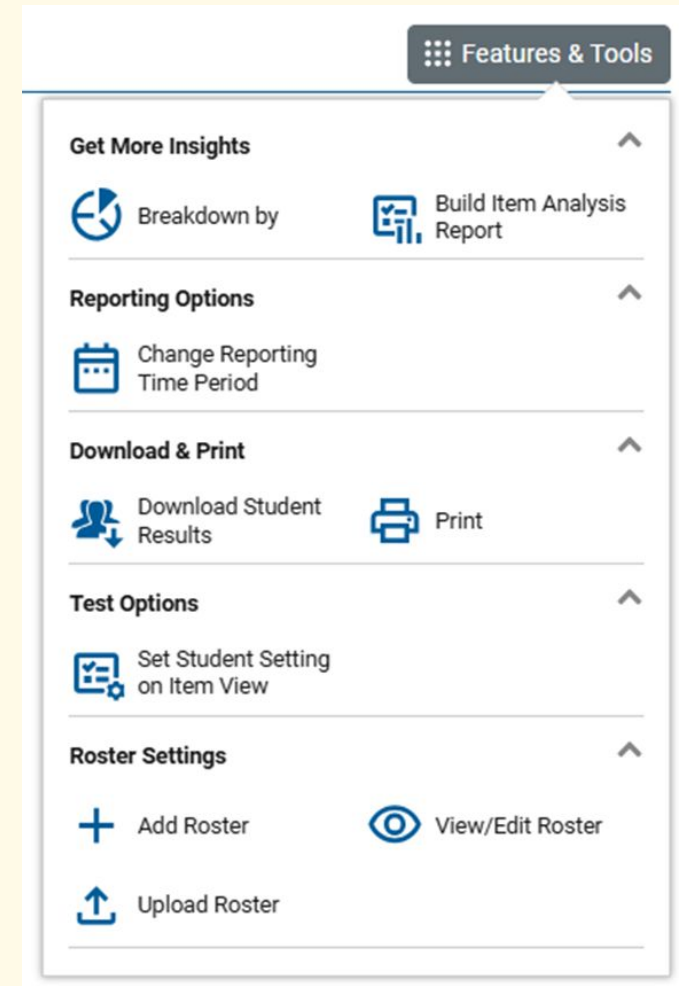 Features & Tools
Get More Insights
Breakdown by
Build Item Analysis
Report
Reporting Options
Change Reporting
Time Period
Download & Print
Download Student
Results
Print
Test Options
Set Student Setting
on Item View
Roster Settings
Add Roster
View/Edit Roster
Upload Roster